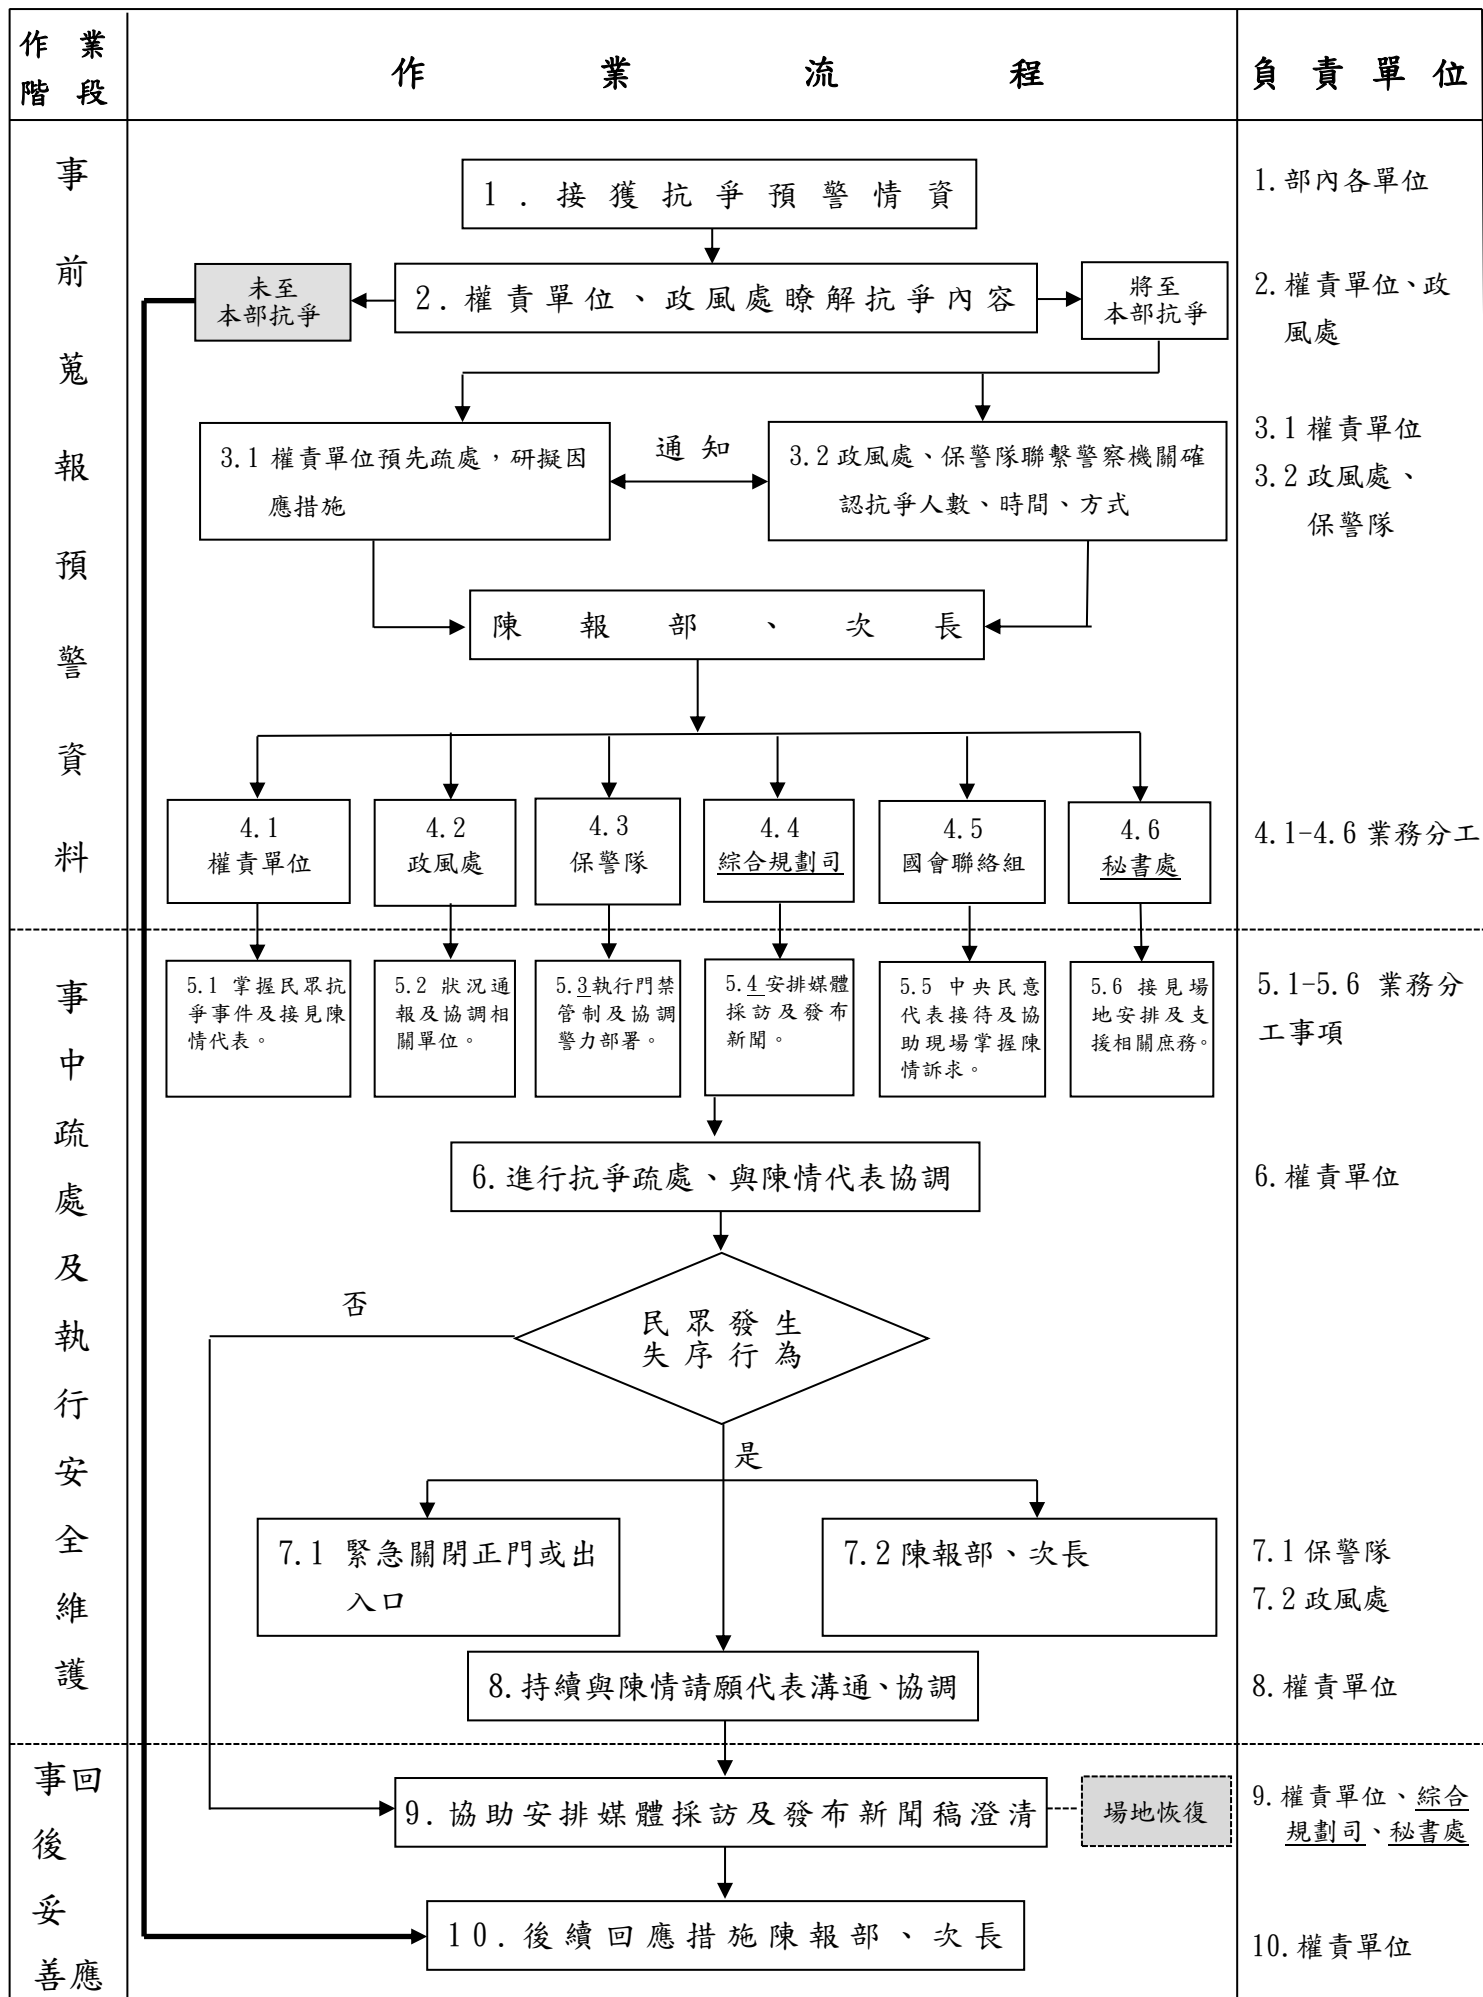 作業
階段
作業流程
負責單位
事前蒐報預警資料
1.接獲抗爭預警情資
1.部內各單位
未至
本部抗爭
2.權責單位、政風處瞭解抗爭內容
將至
本部抗爭
2.權責單位、政
風處
3.1 權責單位預先疏處，研擬因
應措施
通知
3.2 政風處、保警隊聯繫警察機關確
認抗爭人數、時間、方式
3.1 權責單位
3.2 政風處、
保警隊
陳報部、次長
4.1
權責單位
4.2
政風處
4.3
保警隊
4.4
綜合規劃司
4.5
國會聯絡組
4.6
秘書處
4.1-4.6 業務分工
事中疏處及執行安全維護
5.1 掌握民眾抗
爭事件及接見陳
情代表。
5.2 狀況通
報及協調相
關單位。
5.3執行門禁
管制及協調
警力部署。
5.4 安排媒體
採訪及發布
新聞。
5.5 中央民意
代表接待及協
助現場掌握陳
情訴求。
5.6 接見場
地安排及支
援相關庶務。
5.1-5.6 業務分
工事項
6.進行抗爭疏處、與陳情代表協調
6.權責單位
否
民眾發生
失序行為
是
7.1 緊急關閉正門或出
入口
7.2 陳報部、次長
7.1 保警隊
7.2 政風處
8.持續與陳情請願代表溝通、協調
8.權責單位
事回
後
妥
善應
9.協助安排媒體採訪及發布新聞稿澄清
場地恢復
9.權責單位、綜合
規劃司、秘書處
10.後續回應措施陳報部、次長
10.權責單位